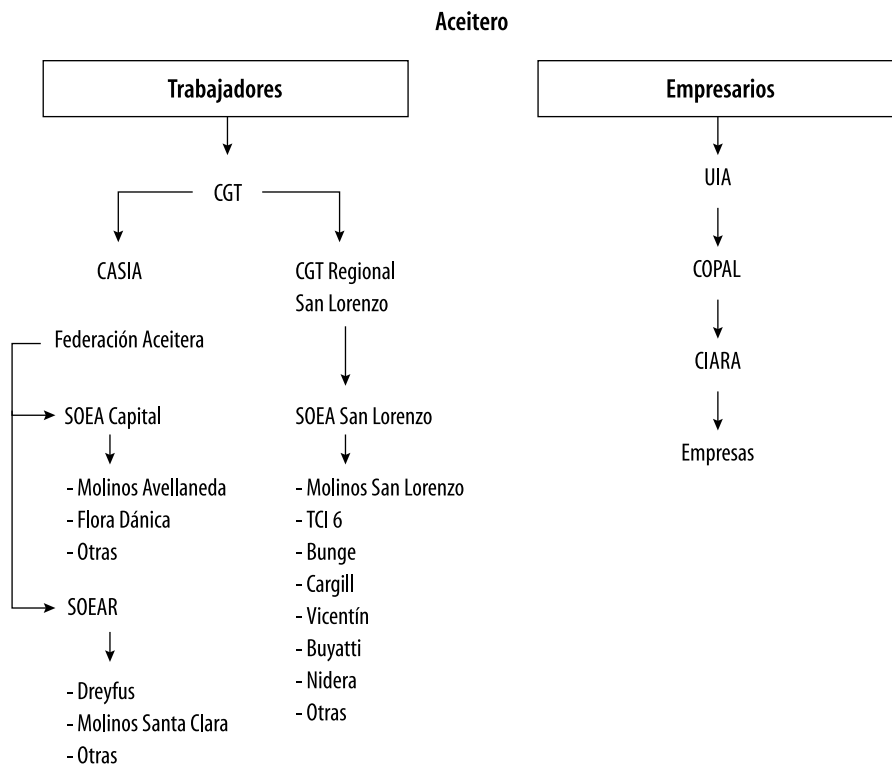 Aceitero
Trabajadores
CGT
CASIA
CGT Regional
San Lorenzo
Federación Aceitera
SOEA Capital
- Molinos Avellaneda
- Flora Dánica
- Otras
SOEAR
- Dreyfus
- Molinos Santa Clara
- Otras
SOEA San Lorenzo
- Molinos San Lorenzo
- TCI 6
- Bunge
- Cargill
- Vicentín
- Buyatti
- Nidera
- Otras
Empresarios
UIA
COPAL
CIARA
Empresas